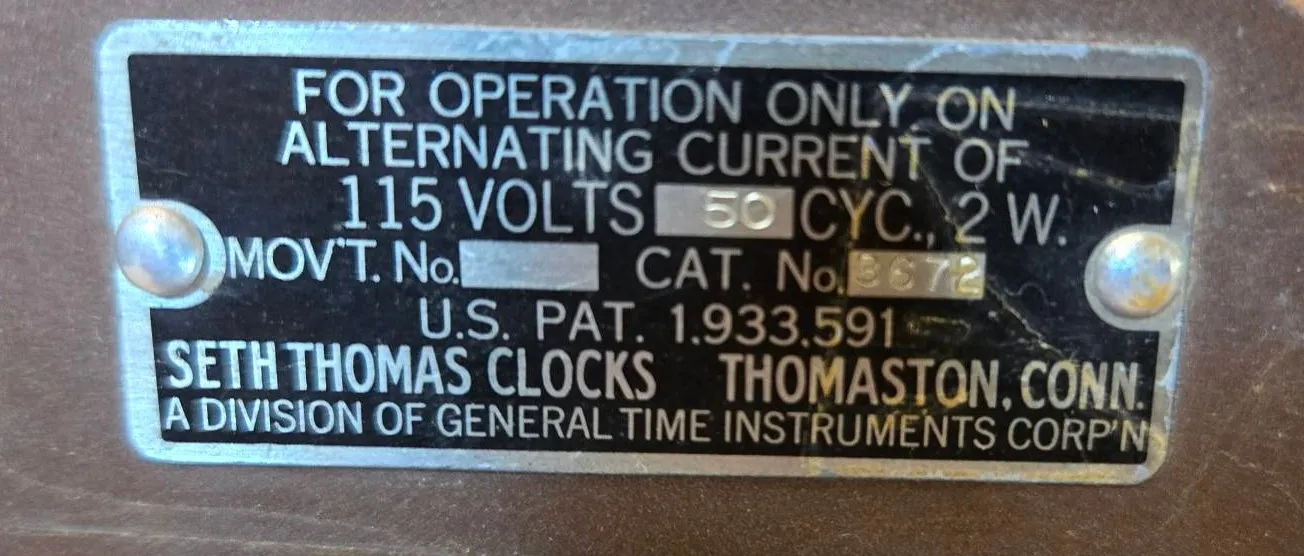 FOR OPERATION ONLY ON
ALTERNATING CURRENT OF
115 VOLTS 50 CYC., 2 W.
MOV'T. No. CAT. No. 3672
U.S. PAT. 1.933.591
SETH THOMAS CLOCKS THOMASTON, CONN.
A DIVISION OF GENERAL TIME INSTRUMENTS CORP'N